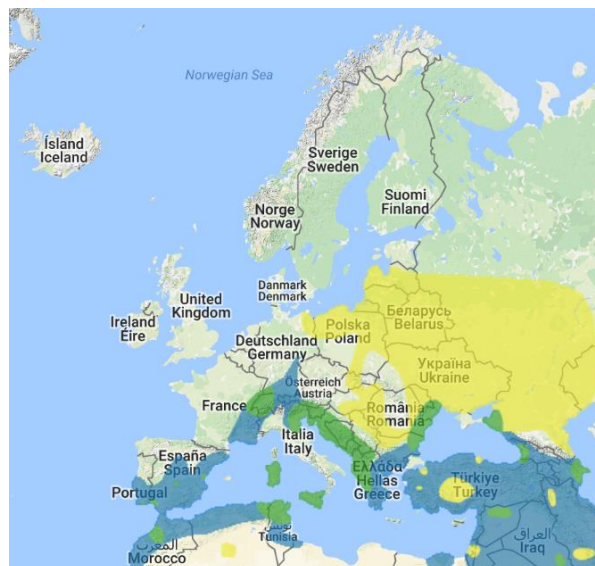 Norwegian Sea
Ísland
Iceland
Sverige
Sweden
Suomi
Finland
Norge
Norway
Danmark
Denmark
United
Kingdom
Ireland
Éire
Polska
Poland
Беларусь
Belarus
Deutschland
Germany
Україна
Ukraine
Österreich
Austria
France
România
Romania
Italia
Italy
España
Spain
Portugal
Ελλάδα
Hellas
Greece
Türkiye
Turkey
تونس
Tunisia
المغرب
Morocco
العراق
Iraq